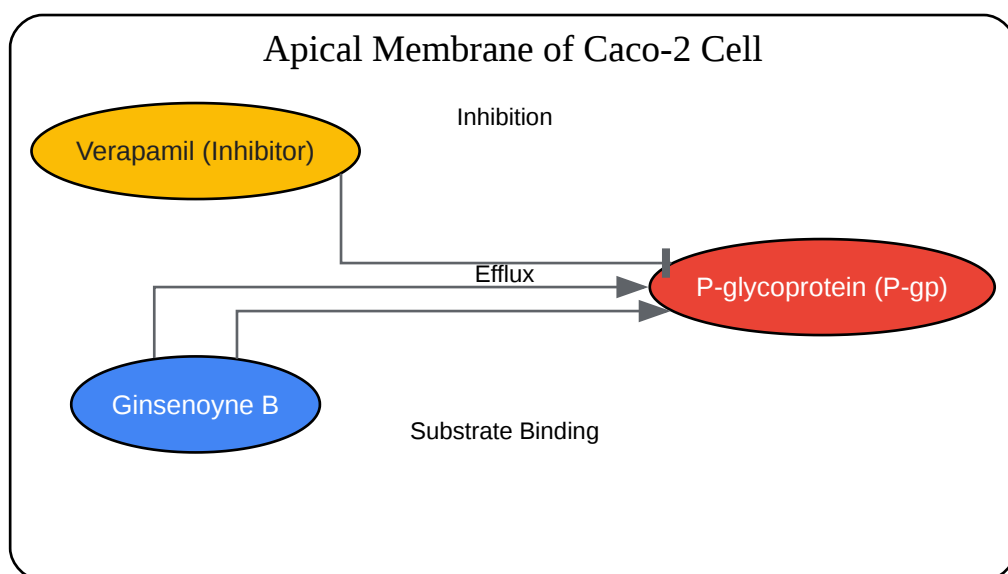 Apical Membrane of Caco-2 Cell
Inhibition
Verapamil (Inhibitor)
Efflux
P-glycoprotein (P-gp)
Ginsenoyne B
Substrate Binding